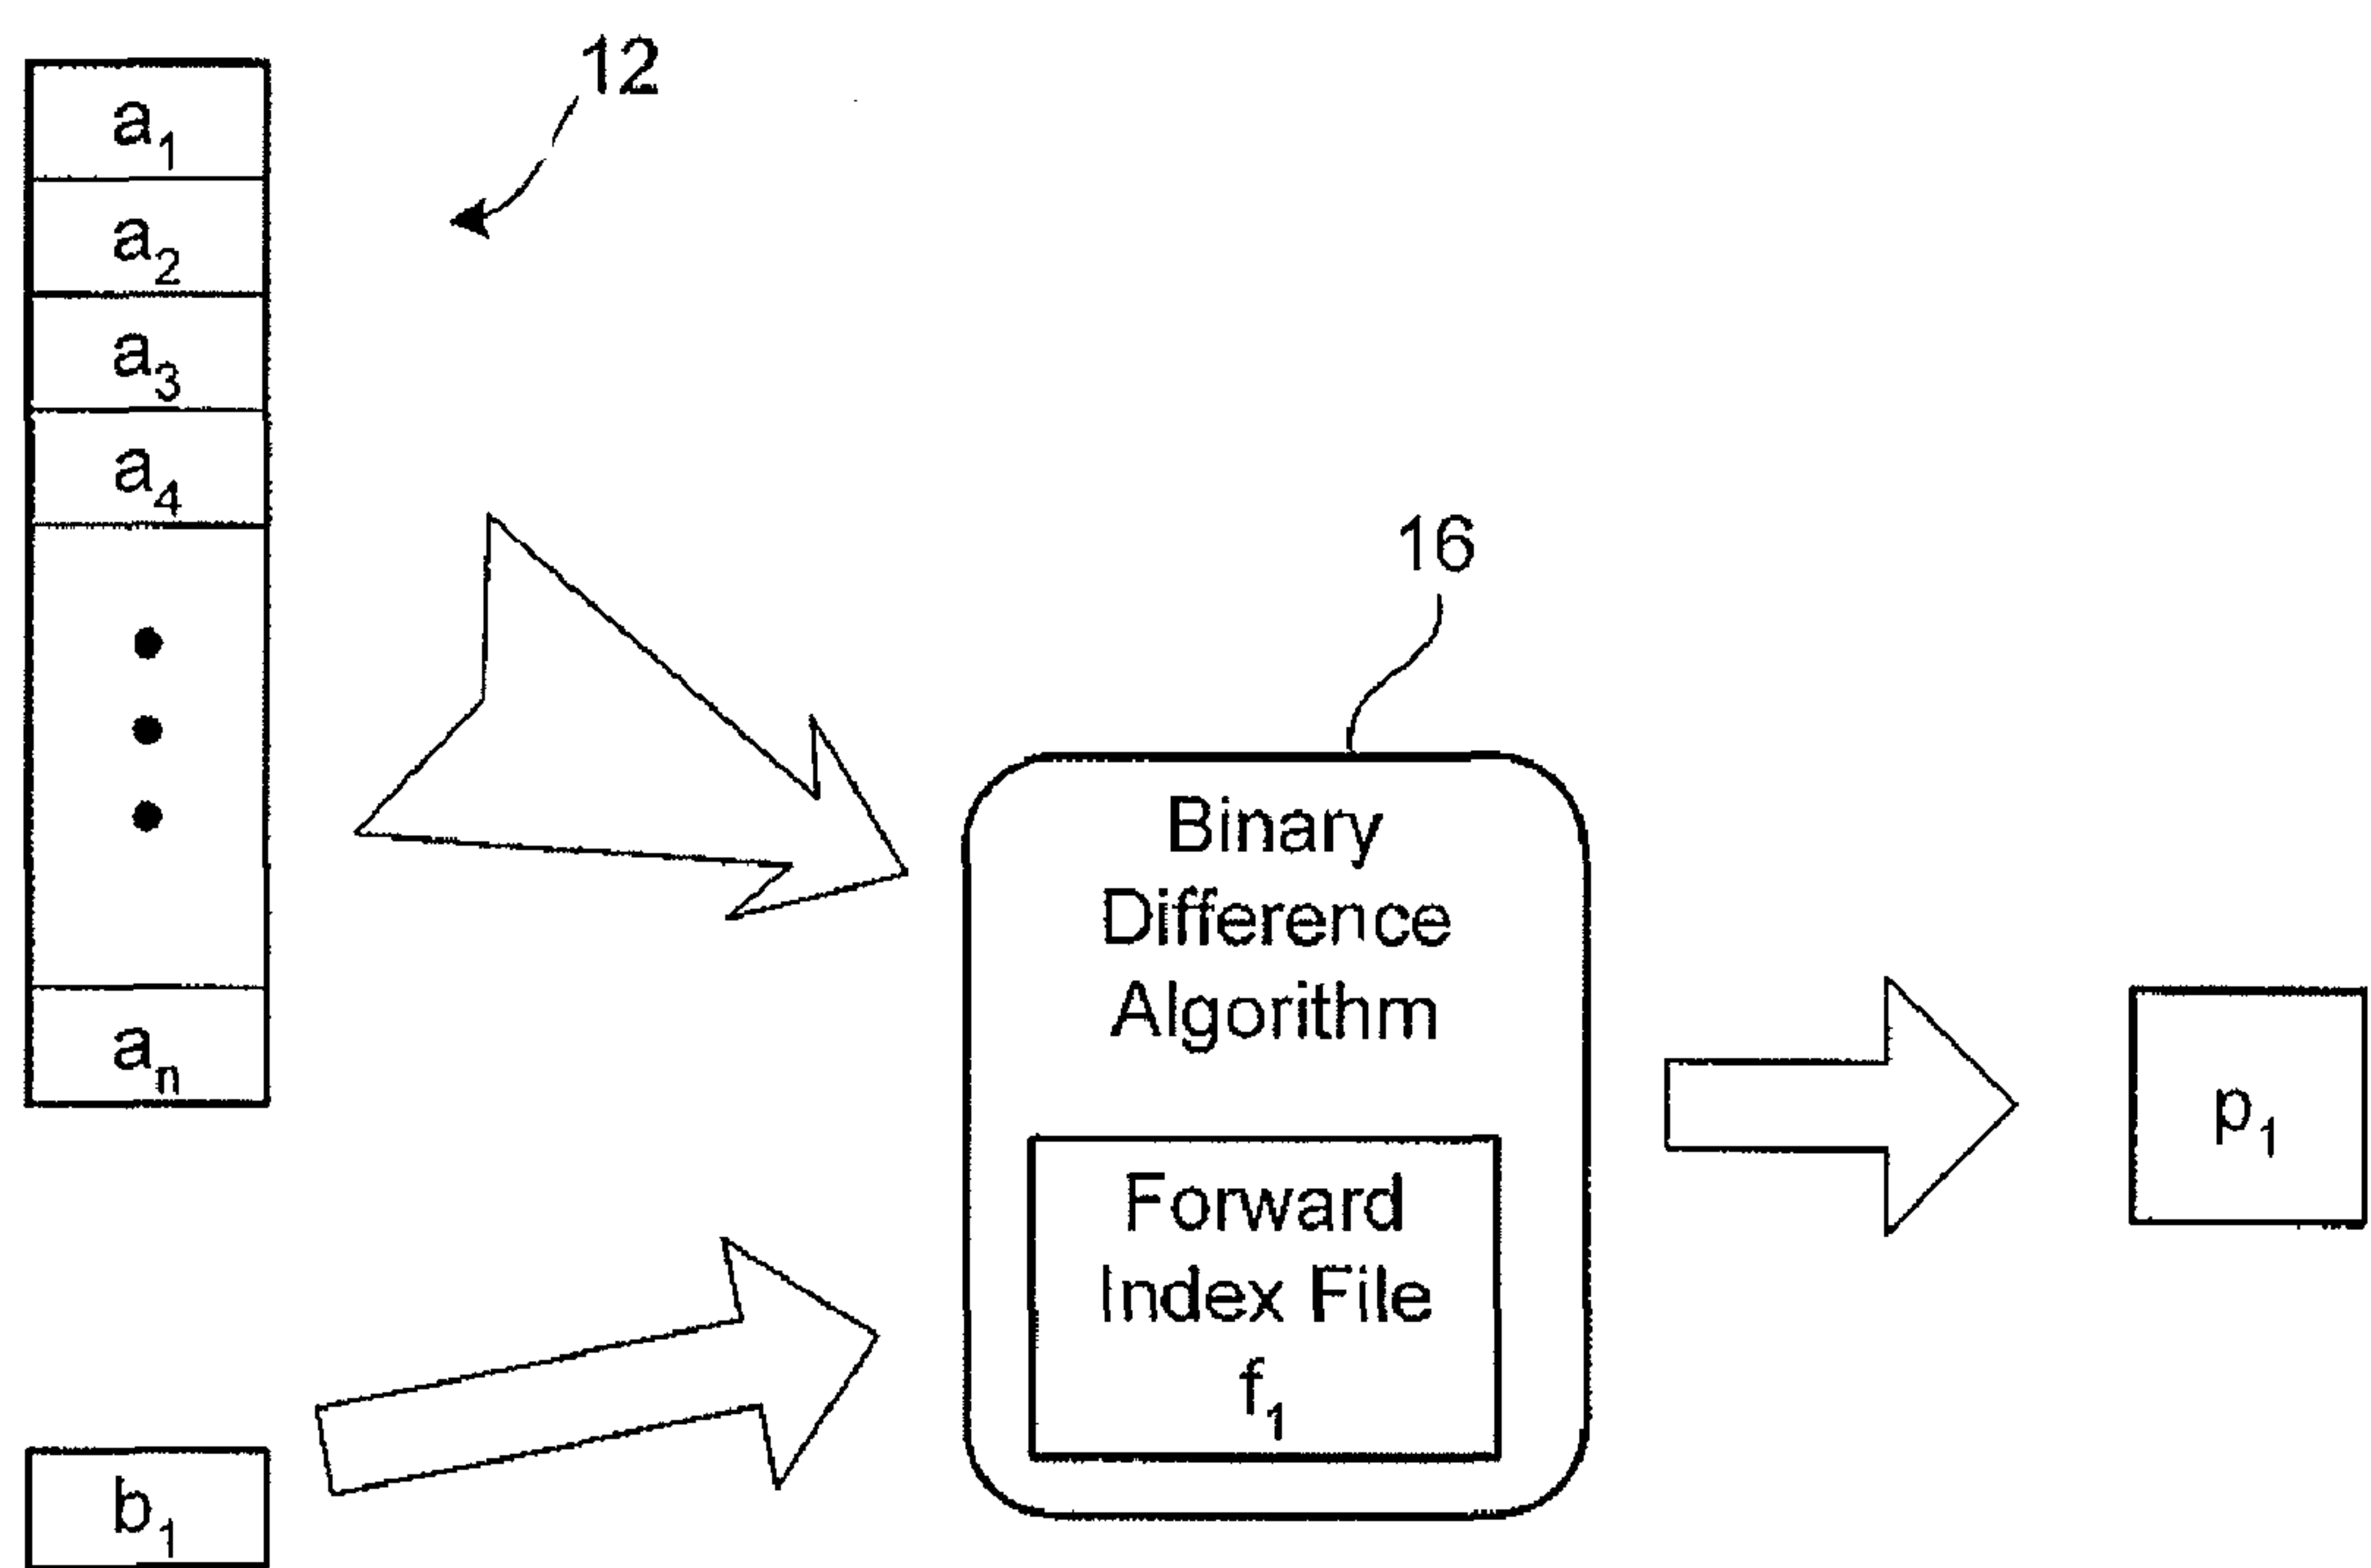 12
a₁
a₂
a₃
a₄
aₙ
b₁
16
Binary
Difference
Algorithm
Forward
Index File
f₁
p₁